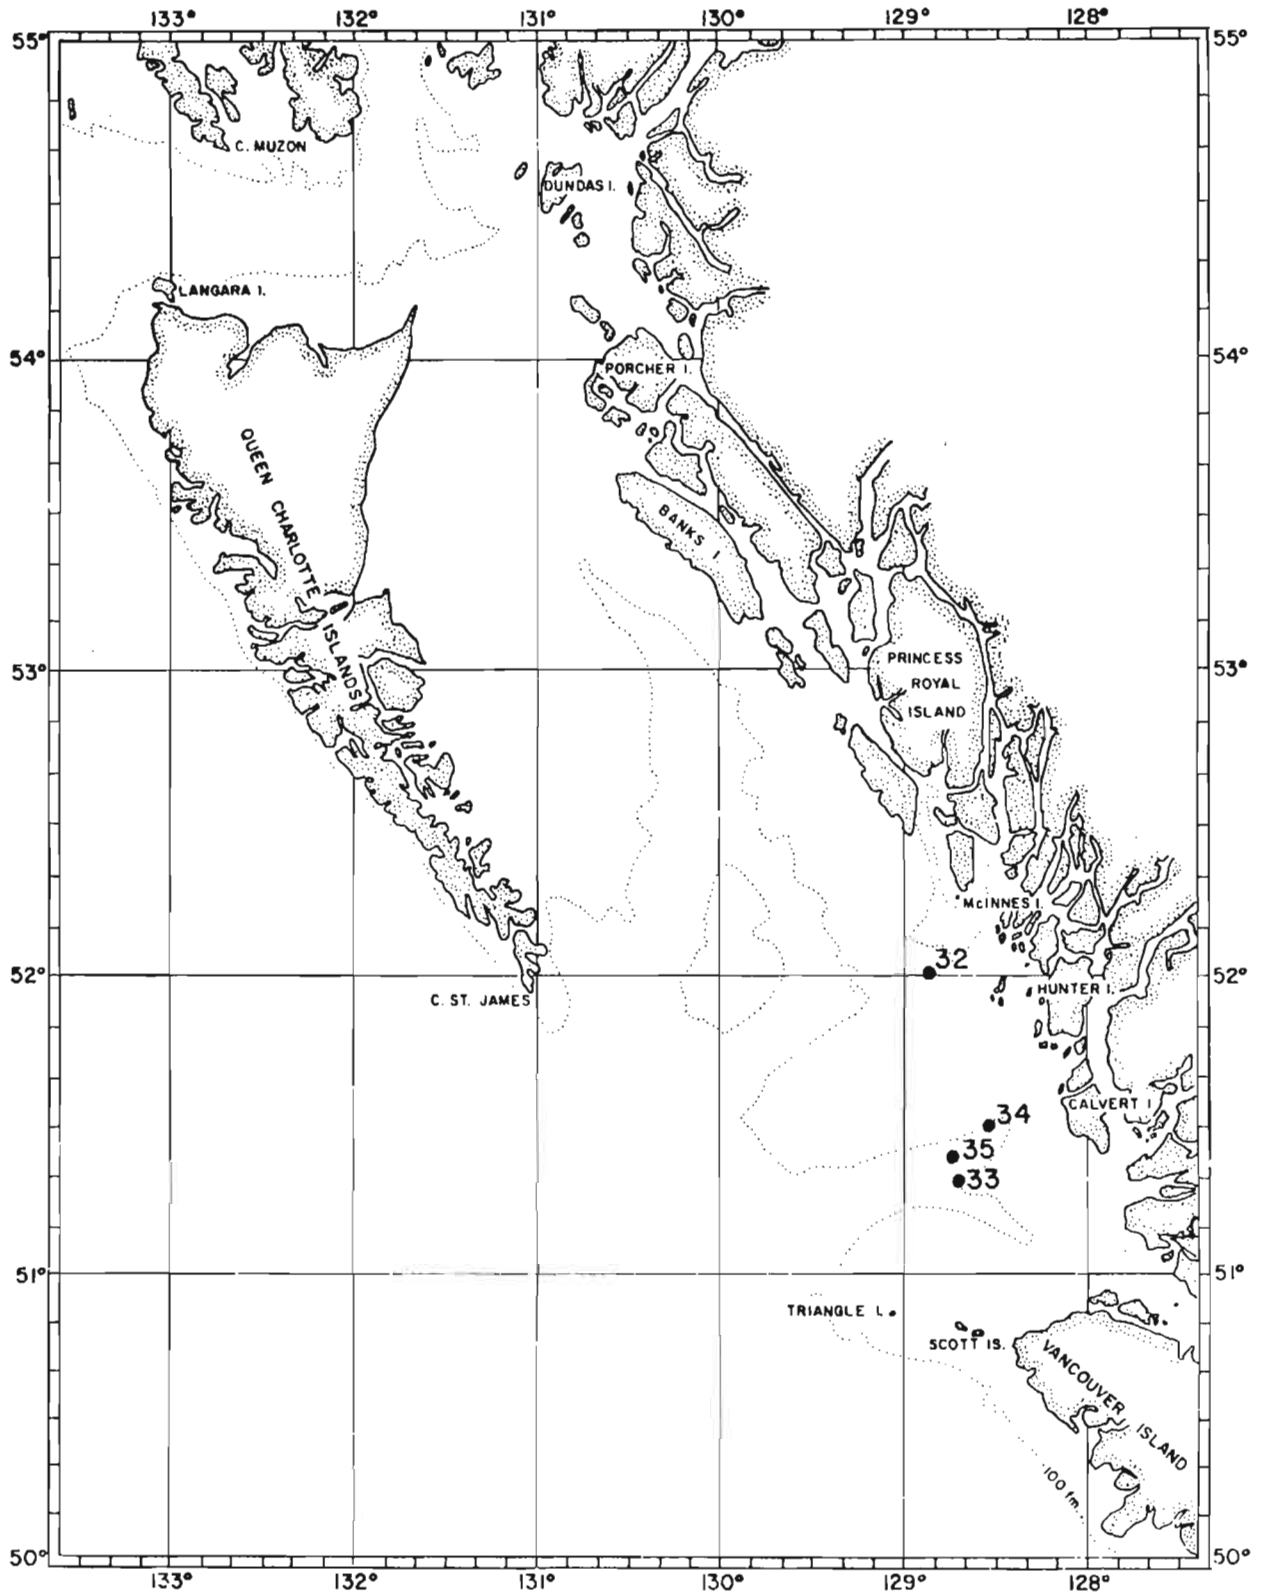 133° 132° 131° 130° 129° 128°
55° 55°
C. MUZON
DUNDAS I.
LANGARA I.
54° 54°
PORCHER I.
QUEEN CHARLOTTE ISLANDS
BANKS I
PRINCESS
ROYAL
ISLAND
53° 53°
McINNES I.
32
52° 52°
HUNTER I.
C. ST. JAMES
CALVERT I
34
35
33
51° 51°
TRIANGLE I.
SCOTT IS.
VANCOUVER ISLAND
100 fm.
50° 50°
133° 132° 131° 130° 129° 128°